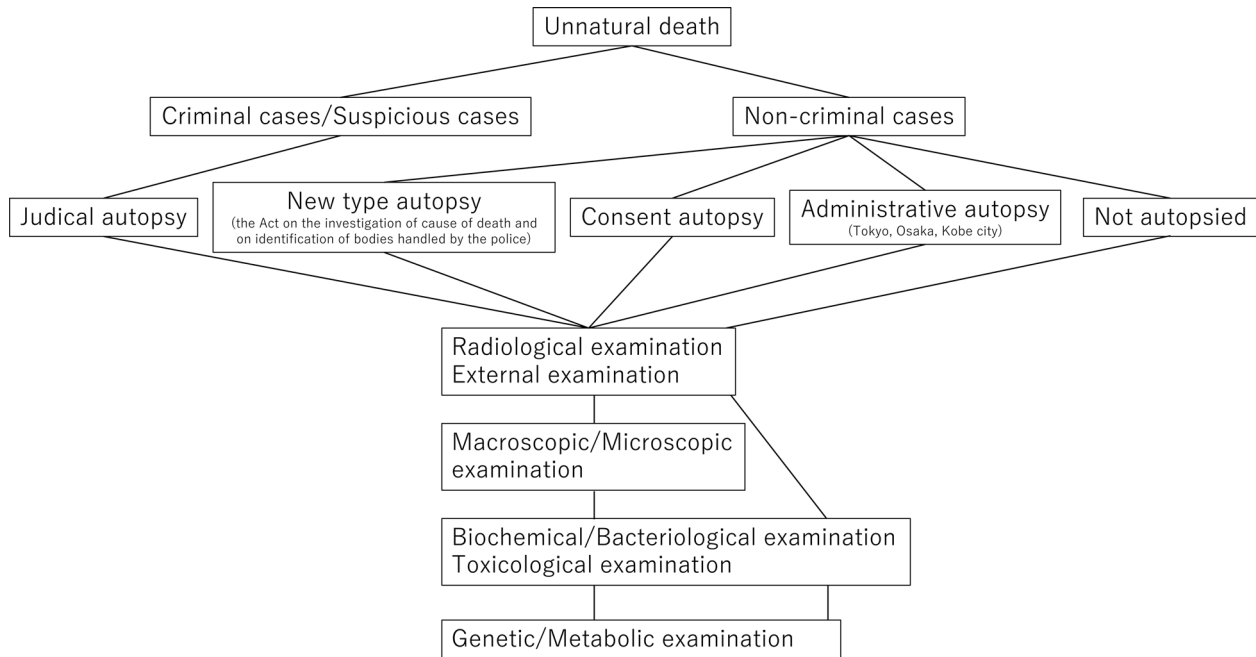 Unnatural death
Criminal cases/Suspicious cases
Non-criminal cases
Judical autopsy
New type autopsy
(the Act on the investigation of cause of death and
on identification of bodies handled by the police)
Consent autopsy
Administrative autopsy
(Tokyo, Osaka, Kobe city)
Not autopsied
Radiological examination
External examination
Macroscopic/Microscopic
examination
Biochemical/Bacteriological examination
Toxicological examination
Genetic/Metabolic examination